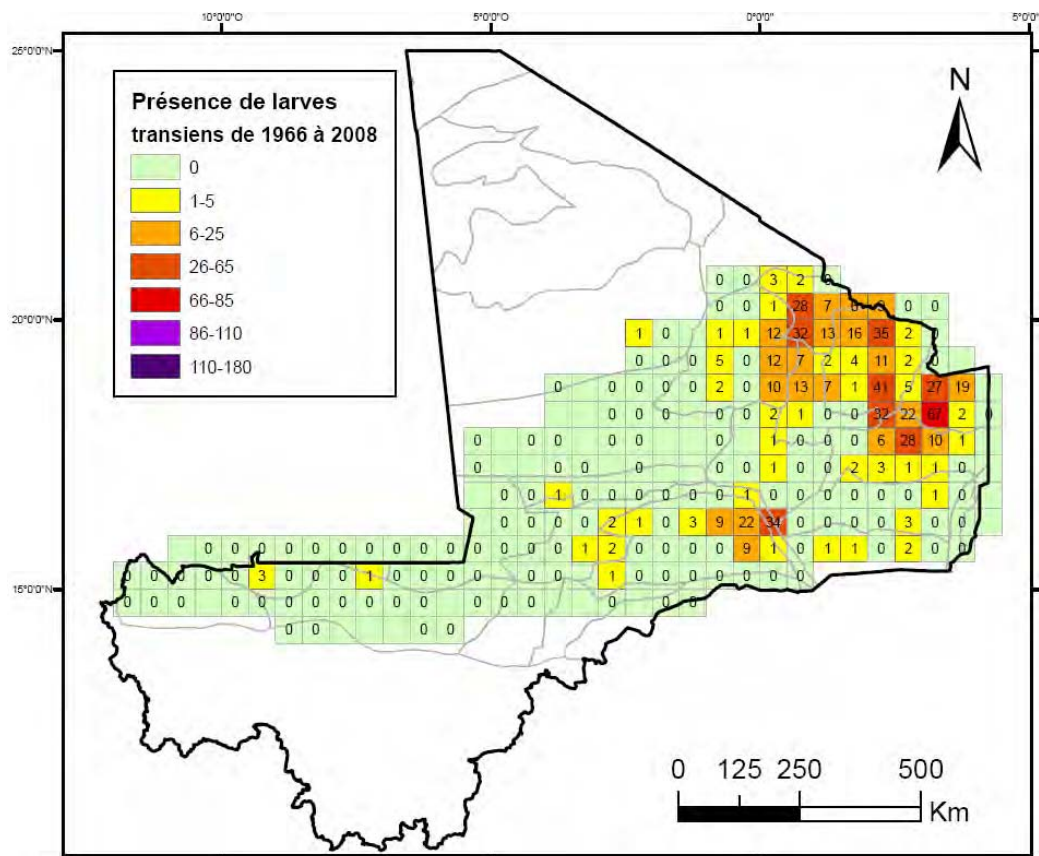 10°0'0"O 5°0'0"O 0°0'0" 5°0'0"
25°0'0"N
Présence de larves
transiens de 1966 à 2008
0
1-5
6-25
26-65
66-85
86-110
110-180
N
0 0 3 2 0
20°0'0"N
0 0 1 28 7 9 0 0
1 0 1 1 12 32 13 16 35 2 0
0 0 0 5 0 12 7 2 4 11 2 0
0 0 0 0 0 2 0 10 13 7 1 41 5 27 19
0 0 0 0 0 2 1 0 0 32 22 67 2 0
0 0 0 0 0 0 0 0 1 0 0 0 6 28 10 1
0 0 0 0 0 0 0 1 0 2 3 1 1 0
0 0 0 1 0 0 0 0 0 1 0 0 0 0 0 0 1 0
0 0 0 0 2 1 0 3 9 22 34 0 0 0 0 3 0 0
0 0 0 0 0 0 0 0 0 0 0 0 0 0 1 2 0 0 0 9 1 0 1 1 0 2 0 0
15°0'0"N
0 0 0 0 0 3 0 0 0 1 0 0 0 0 0 0 0 0 1 0 0 0 0 0 0 0
0 0 0 0 0 0 0 0 0 0 0 0 0 0 0 0 0 0 0 0
0 0 0 0
0 125 250 500
Km